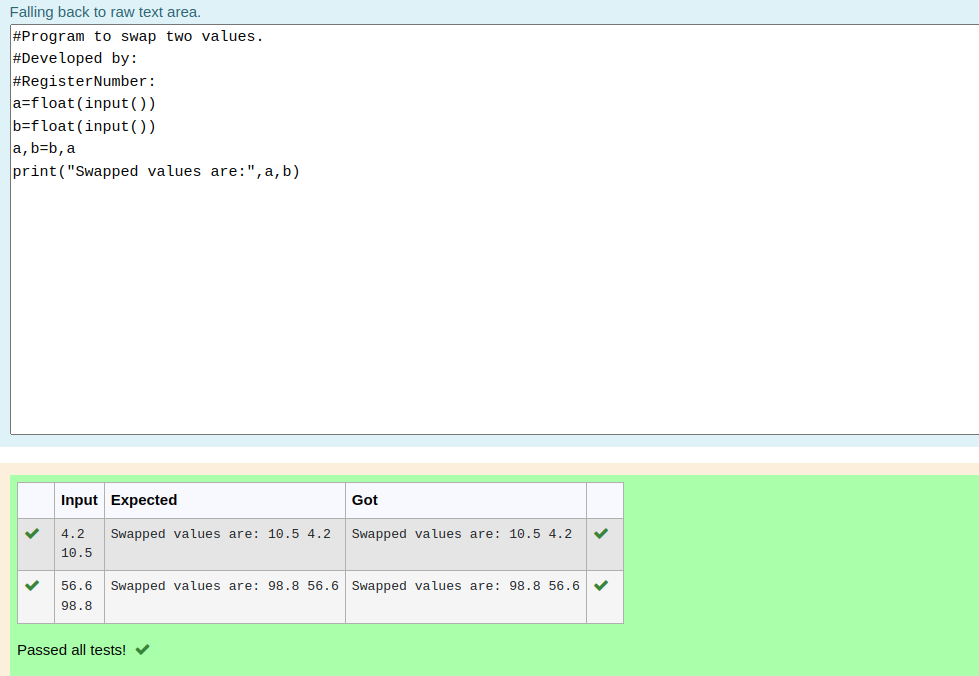 Falling back to raw text area.
#Program to swap two values.
#Developed by:
#RegisterNumber:
a=float(input())
b=float(input())
a,b=b,a
print("Swapped values are:",a,b)
Input Expected Got
4.2 Swapped values are: 10.5 4.2 Swapped values are: 10.5 4.2
10.5
56.6 Swapped values are: 98.8 56.6 Swapped values are: 98.8 56.6
98.8
Passed all tests!